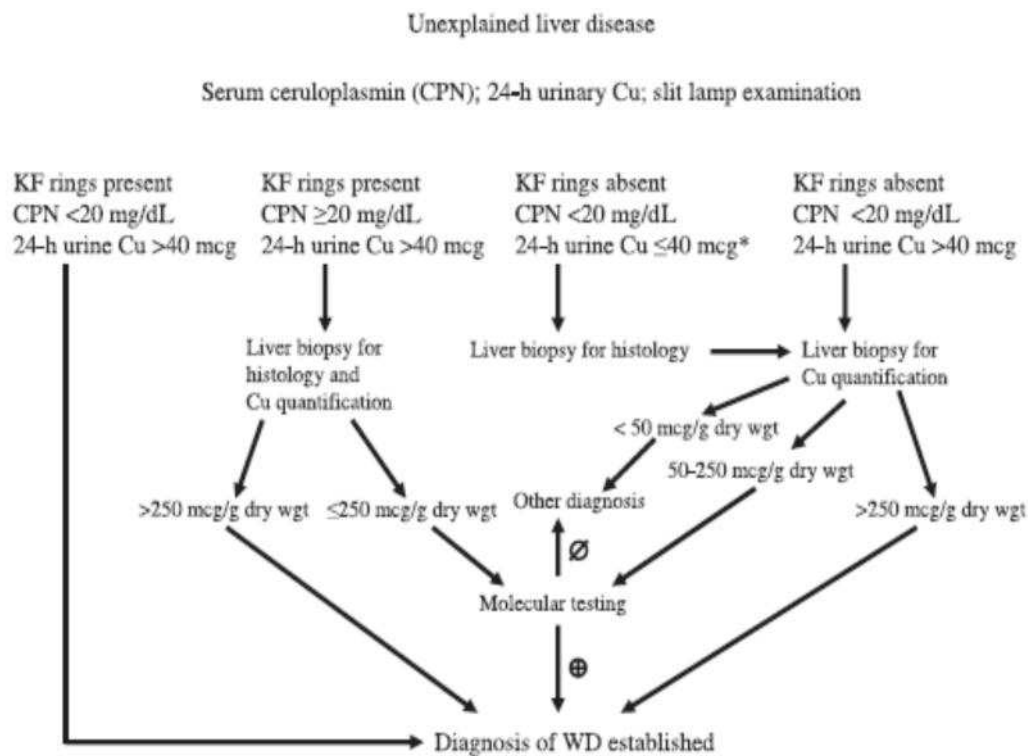 Unexplained liver disease
Serum ceruloplasmin (CPN); 24-h urinary Cu; slit lamp examination
KF rings present
CPN <20 mg/dL
24-h urine Cu >40 mcg
KF rings present
CPN ≥20 mg/dL
24-h urine Cu >40 mcg
KF rings absent
CPN <20 mg/dL
24-h urine Cu ≤40 mcg*
KF rings absent
CPN <20 mg/dL
24-h urine Cu >40 mcg
Liver biopsy for
histology and
Cu quantification
Liver biopsy for histology
Liver biopsy for
Cu quantification
< 50 mcg/g dry wgt
50-250 mcg/g dry wgt
>250 mcg/g dry wgt
≤250 mcg/g dry wgt
Other diagnosis
>250 mcg/g dry wgt
Ø
Molecular testing
⊕
Diagnosis of WD established